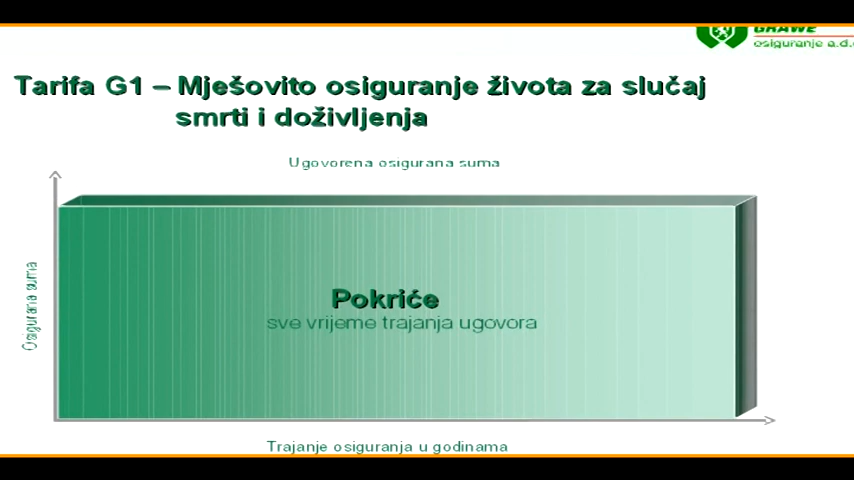 GRAWE
osiguranje a.d.
Tarifa G1 – Mješovito osiguranje života za slučaj
smrti i doživljenja
Ugovorena osigurana suma
Osigurana suma
Pokriće
sve vrijeme trajanja ugovora
Trajanje osiguranja u godinama